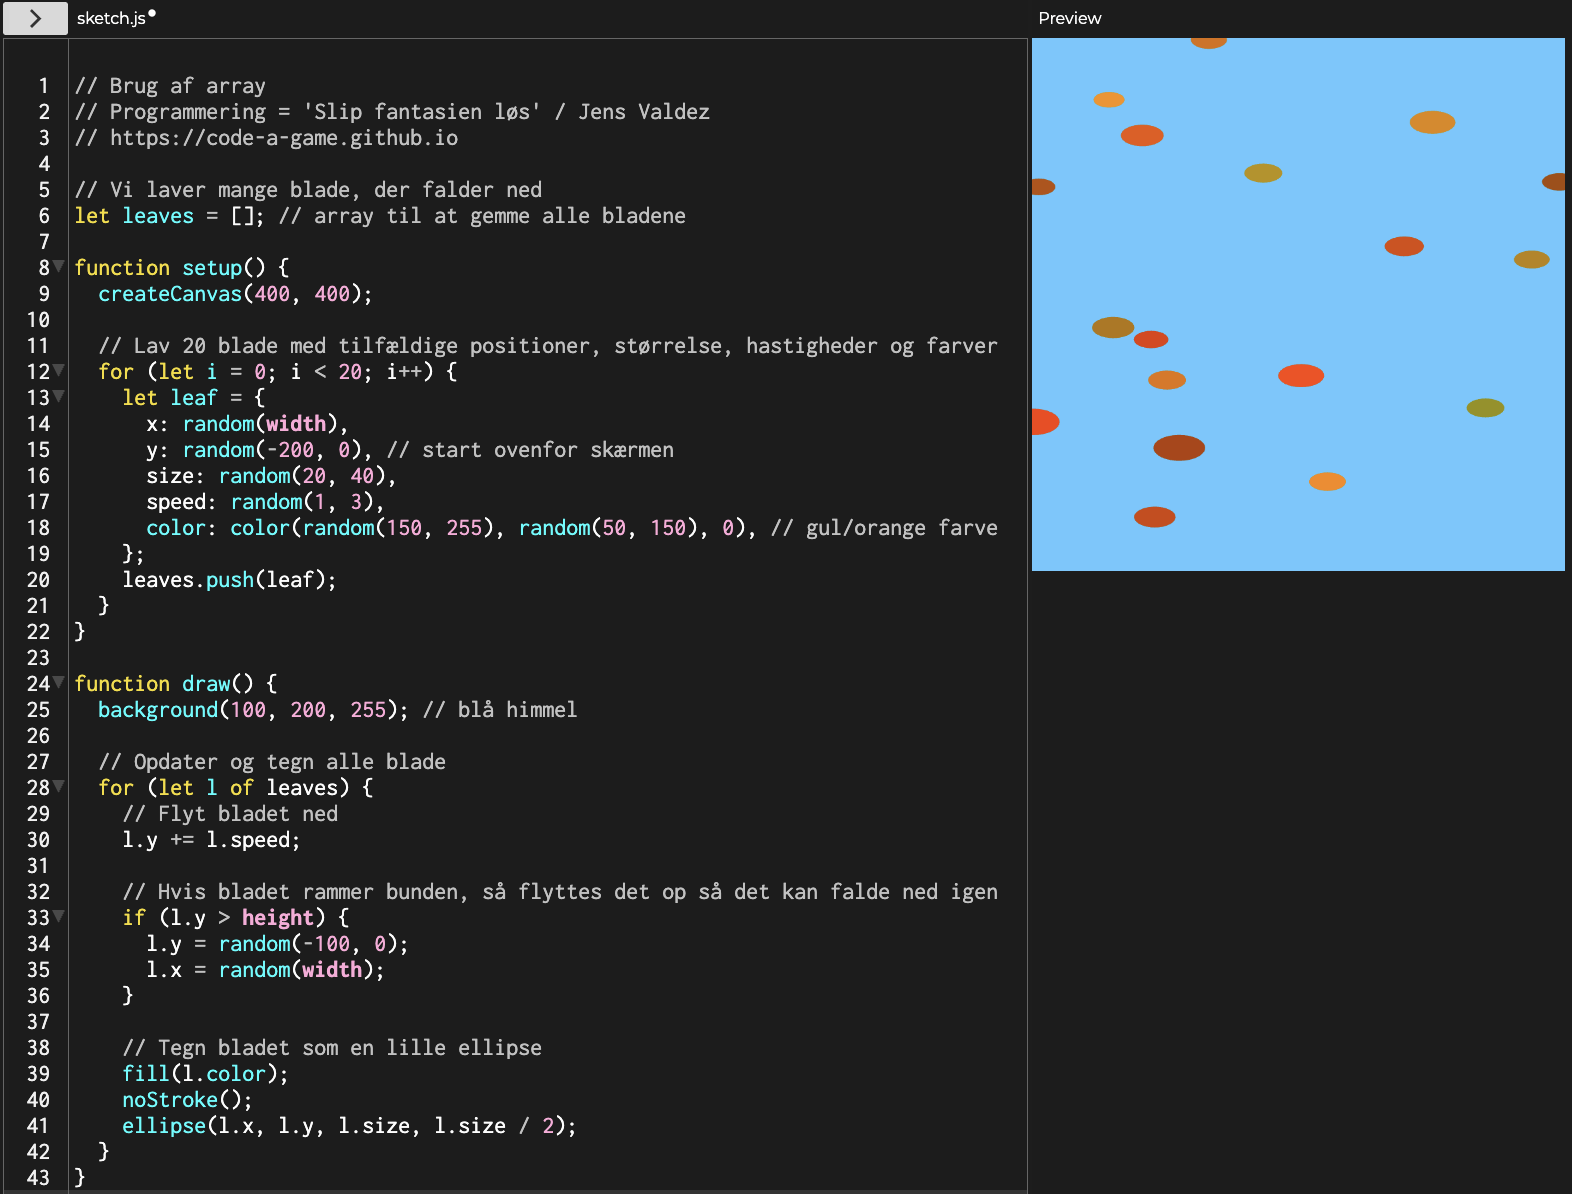 sketch.js
Preview
1 // Brug af array
2 // Programmering = 'Slip fantasien løs' / Jens Valdez
3 // https://code-a-game.github.io
4
5 // Vi laver mange blade, der falder ned
6 let leaves = []; // array til at gemme alle bladene
7
8 function setup() {
9   createCanvas(400, 400);
10
11   // Lav 20 blade med tilfældige positioner, størrelse, hastigheder og farver
12   for (let i = 0; i < 20; i++) {
13     let leaf = {
14       x: random(width),
15       y: random(-200, 0), // start ovenfor skærmen
16       size: random(20, 40),
17       speed: random(1, 3),
18       color: color(random(150, 255), random(50, 150), 0), // gul/orange farve
19     };
20     leaves.push(leaf);
21   }
22 }
23
24 function draw() {
25   background(100, 200, 255); // blå himmel
26
27   // Opdater og tegn alle blade
28   for (let l of leaves) {
29     // Flyt bladet ned
30     l.y += l.speed;
31
32     // Hvis bladet rammer bunden, så flyttes det op så det kan falde ned igen
33     if (l.y > height) {
34       l.y = random(-100, 0);
35       l.x = random(width);
36     }
37
38     // Tegn bladet som en lille ellipse
39     fill(l.color);
40     noStroke();
41     ellipse(l.x, l.y, l.size, l.size / 2);
42   }
43 }